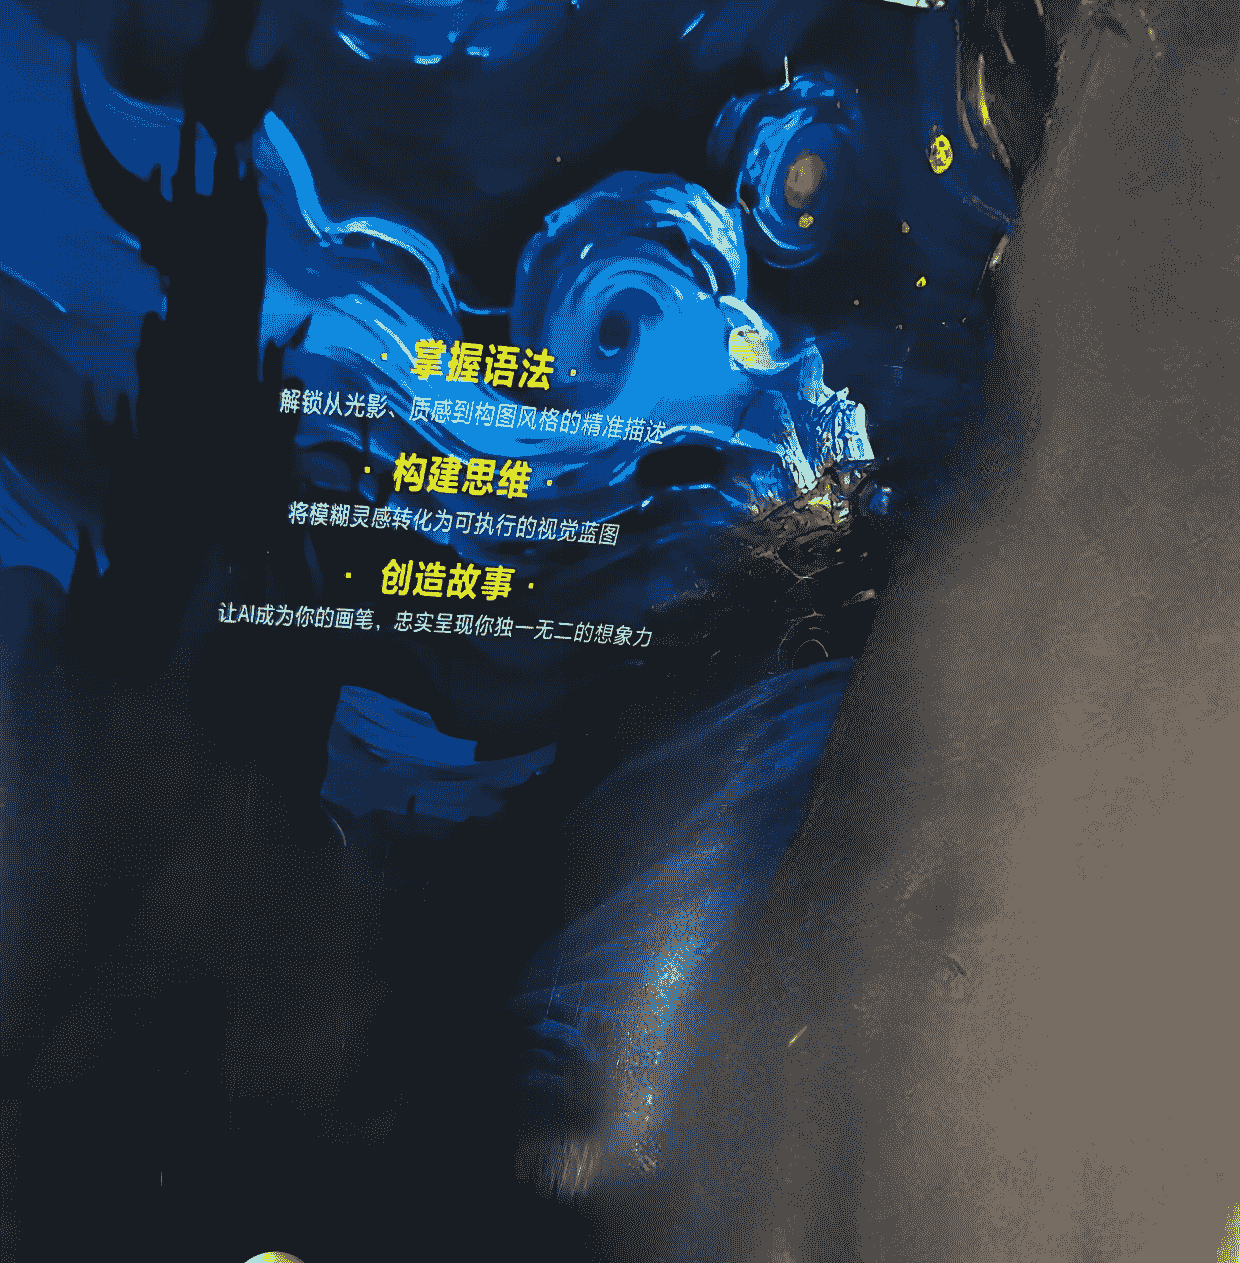 · 掌握语法 ·
解锁从光影、质感到构图风格的精准描述
· 构建思维 ·
将模糊灵感转化为可执行的视觉蓝图
· 创造故事 ·
让AI成为你的画笔，忠实呈现你独一无二的想象力